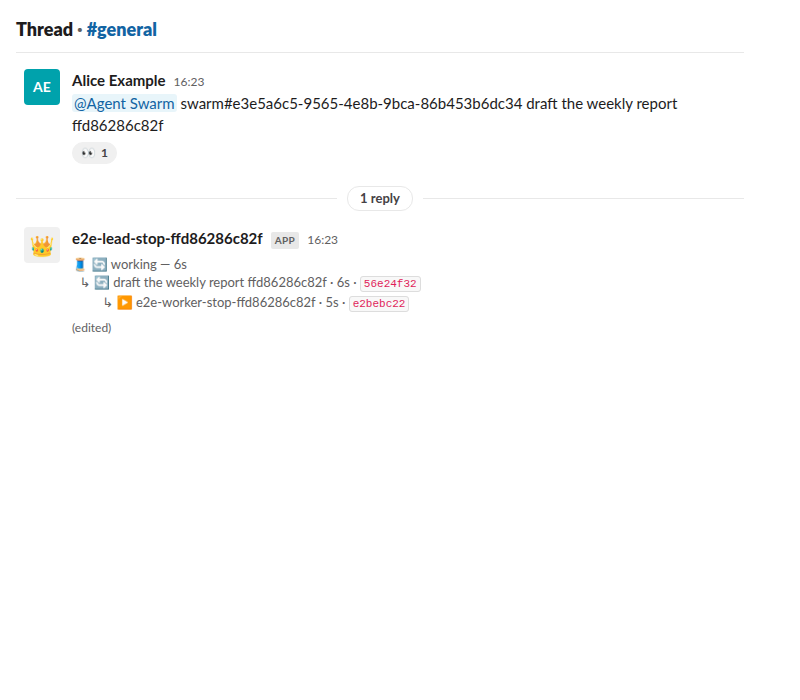 Thread • #general
AE
Alice Example 16:23
@Agent Swarm swarm#e3e5a6c5-9565-4e8b-9bca-86b453b6dc34 draft the weekly report
ffd86286c82f
👀 1
1 reply
e2e-lead-stop-ffd86286c82f APP 16:23
🧵 🔄 working — 6s
↳ 🔄 draft the weekly report ffd86286c82f · 6s · 56e24f32
↳ ▶️ e2e-worker-stop-ffd86286c82f · 5s · e2bebc22
(edited)